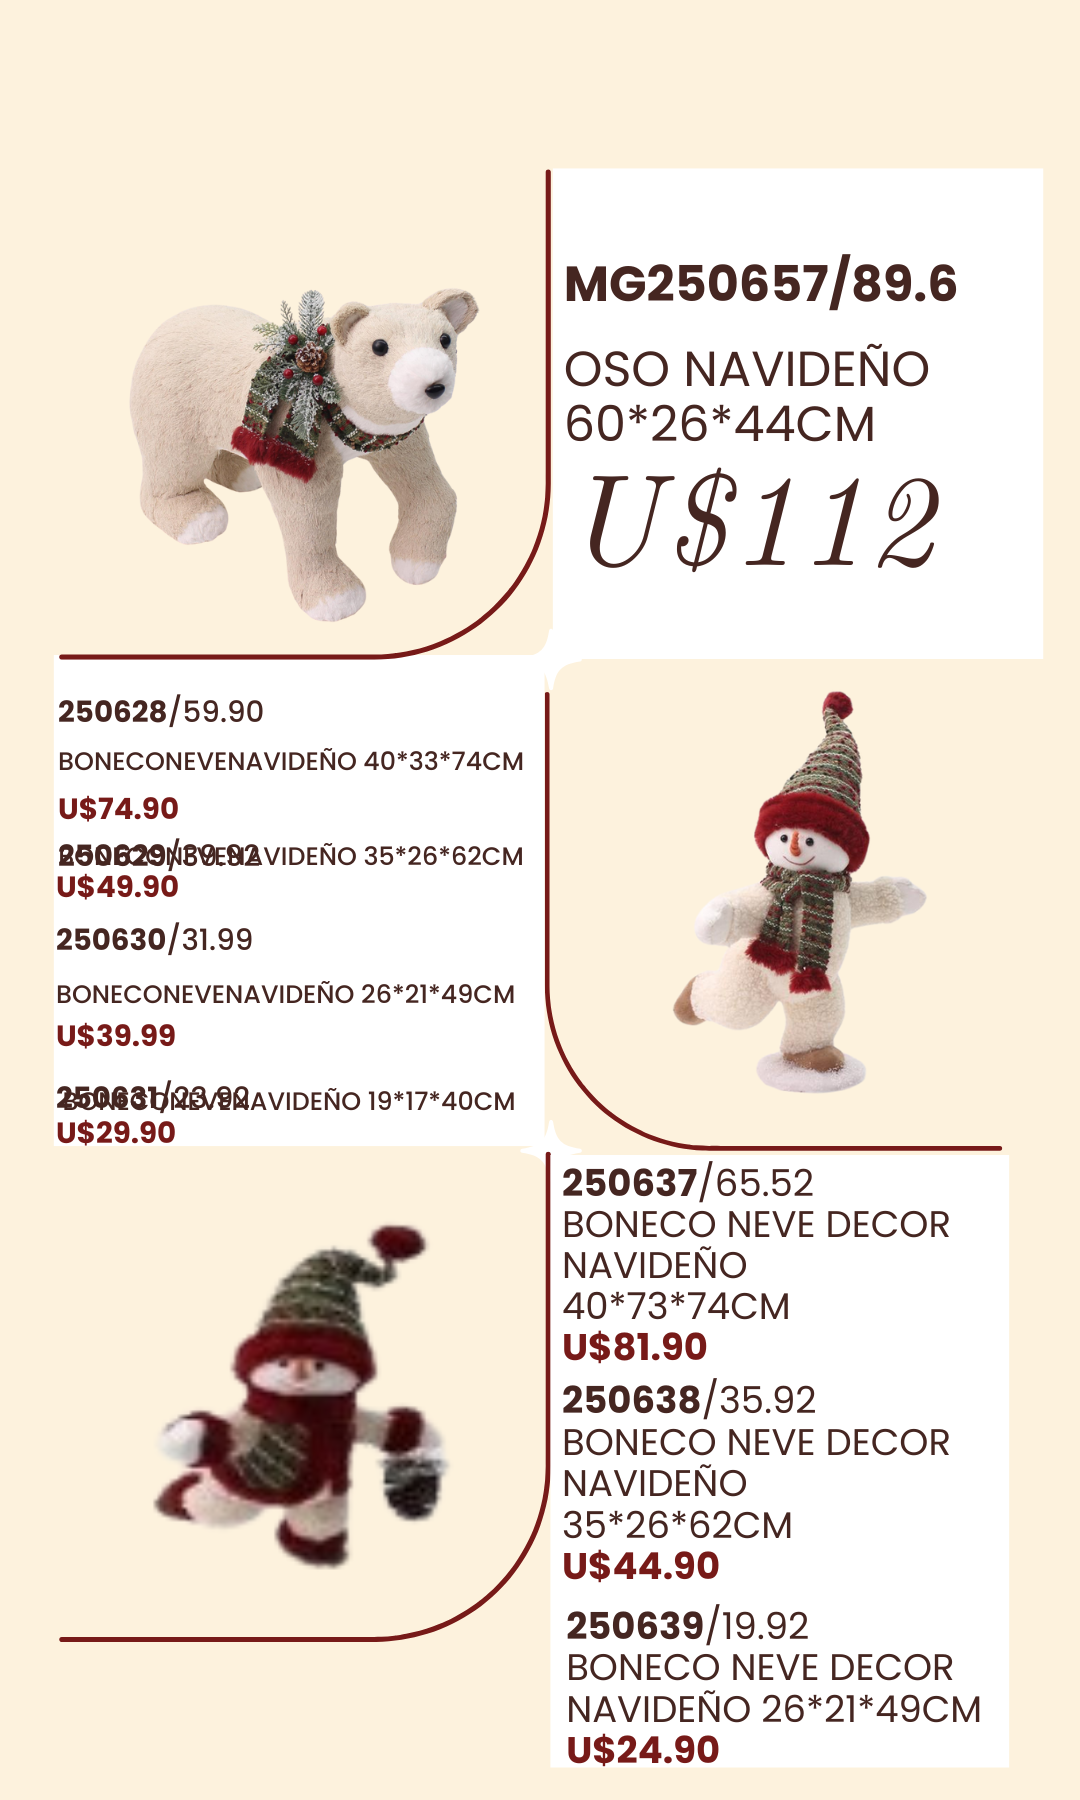 MG250657/89.6
OSO NAVIDEÑO
60*26*44CM
U$112
250628/59.90
BONECONEVENAVIDEÑO 40*33*74CM
U$74.90
250629/39.92
BONECONEVENAVIDEÑO 35*26*62CM
U$49.90
250630/31.99
BONECONEVENAVIDEÑO 26*21*49CM
U$39.99
250631/23.92
BONECONEVENAVIDEÑO 19*17*40CM
U$29.90
250637/65.52
BONECO NEVE DECOR
NAVIDEÑO
40*73*74CM
U$81.90
250638/35.92
BONECO NEVE DECOR
NAVIDEÑO
35*26*62CM
U$44.90
250639/19.92
BONECO NEVE DECOR
NAVIDEÑO 26*21*49CM
U$24.90